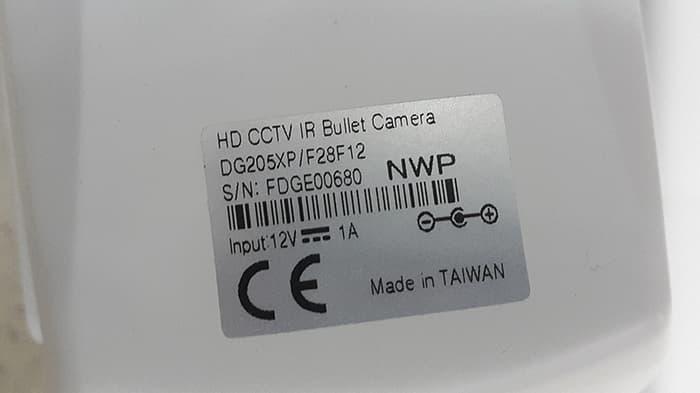 HD CCTV IR Bullet Camera
DG205XP/F28F12
S/N: FDGE00680 NWP
Input:12V 1A
CE Made in TAIWAN